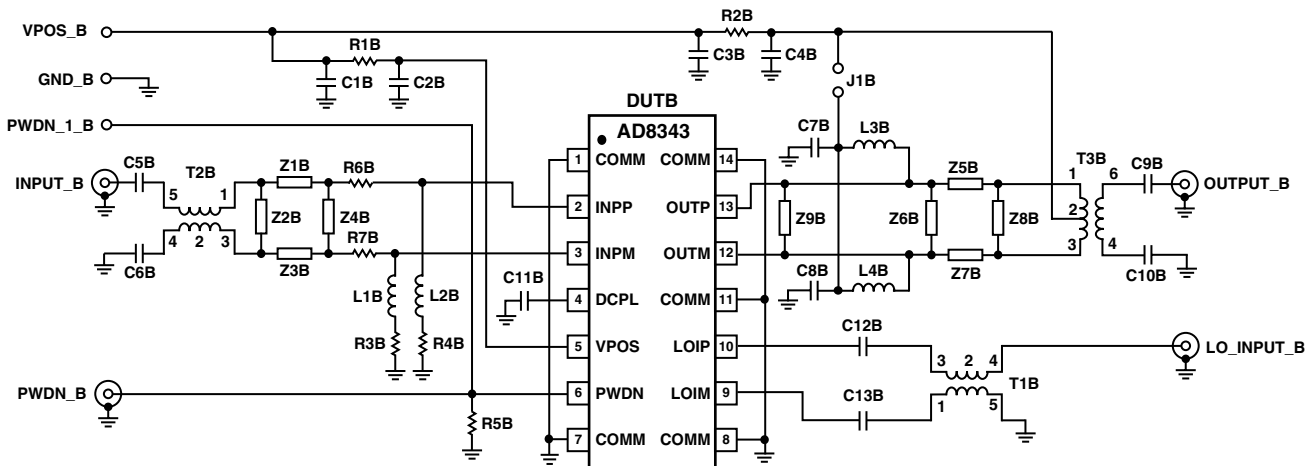 VPOS_B
R2B
R1B
C3B
C4B
C1B
C2B
J1B
GND_B
DUTB
PWDN_1_B
AD8343
C7B
L3B
C5B
T2B
Z1B
R6B
1
COMM
COMM
14
Z5B
T3B
C9B
INPUT_B
5
1
1
6
OUTPUT_B
Z2B
Z4B
2
INPP
OUTP
13
Z9B
Z6B
Z8B
2
4
2
3
R7B
3
4
C6B
Z3B
3
INPM
OUTM
12
Z7B
C10B
C11B
C8B
L4B
L1B
L2B
4
DCPL
COMM
11
C12B
R3B
R4B
5
VPOS
LOIP
10
3
2
4
LO_INPUT_B
T1B
PWDN_B
6
PWDN
LOIM
9
C13B
1
5
R5B
7
COMM
COMM
8